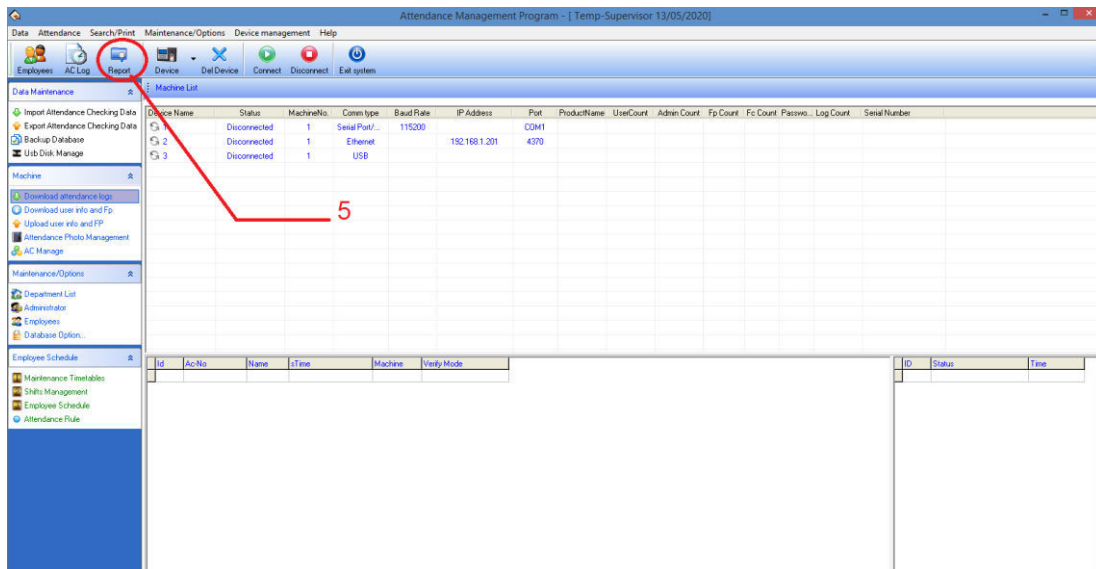 Attendance Management Program - [ Temp-Supervisor 13/05/2020]
Data Attendance Search/Print Maintenance/Options Device management Help
Employees AC Log Report Device Del Device Connect Disconnect Exit system
Data Maintenance
Import Attendance Checking Data
Export Attendance Checking Data
Backup Database
Usb Disk Manage
Machine
Download attendance logs
Download user info and Fp
Upload user info and FP
Attendance Photo Management
AC Manage
Maintenance/Options
Department List
Administrator
Employees
Database Option...
Employee Schedule
Maintenance Timetables
Shifts Management
Employee Schedule
Attendance Rule
Machine List
Device Name Status MachineNo. Comm type Baud Rate IP Address Port ProductName UserCount Admin Count Fp Count Fc Count Passwo... Log Count Serial Number
1 Disconnected 1 Serial Port/... 115200 COM1
2 Disconnected 1 Ethernet 192.168.1.201 4370
3 Disconnected 1 USB
5
Id Ac-No Name sTime Machine Verify Mode
ID Status Time